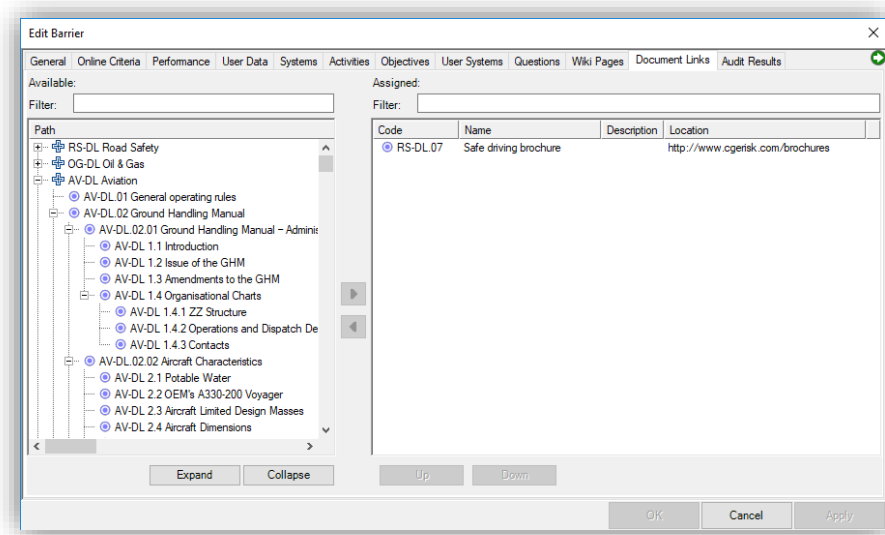 Edit Barrier
General Online Criteria Performance User Data Systems Activities Objectives User Systems Questions Wiki Pages Document Links Audit Results
Available:
Filter:
Path
RS-DL Road Safety
OG-DL Oil & Gas
AV-DL Aviation
AV-DL.01 General operating rules
AV-DL.02 Ground Handling Manual
AV-DL.02.01 Ground Handling Manual – Adminis
AV-DL 1.1 Introduction
AV-DL 1.2 Issue of the GHM
AV-DL 1.3 Amendments to the GHM
AV-DL 1.4 Organisational Charts
AV-DL 1.4.1 ZZ Structure
AV-DL 1.4.2 Operations and Dispatch De
AV-DL 1.4.3 Contacts
AV-DL.02.02 Aircraft Characteristics
AV-DL 2.1 Potable Water
AV-DL 2.2 OEM's A330-200 Voyager
AV-DL 2.3 Aircraft Limited Design Masses
AV-DL 2.4 Aircraft Dimensions
Expand Collapse
Assigned:
Filter:
Code Name Description Location
RS-DL.07 Safe driving brochure http://www.cgerisk.com/brochures
Up Down
OK Cancel Apply